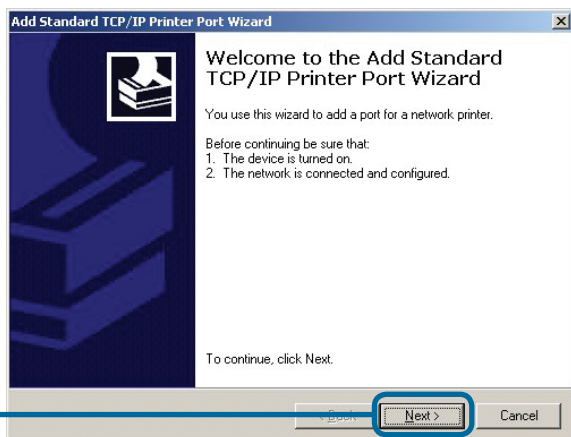 Add Standard TCP/IP Printer Port Wizard
Welcome to the Add Standard
TCP/IP Printer Port Wizard
You use this wizard to add a port for a network printer.
Before continuing be sure that:
1. The device is turned on.
2. The network is connected and configured.
To continue, click Next.
< Back
Next >
Cancel